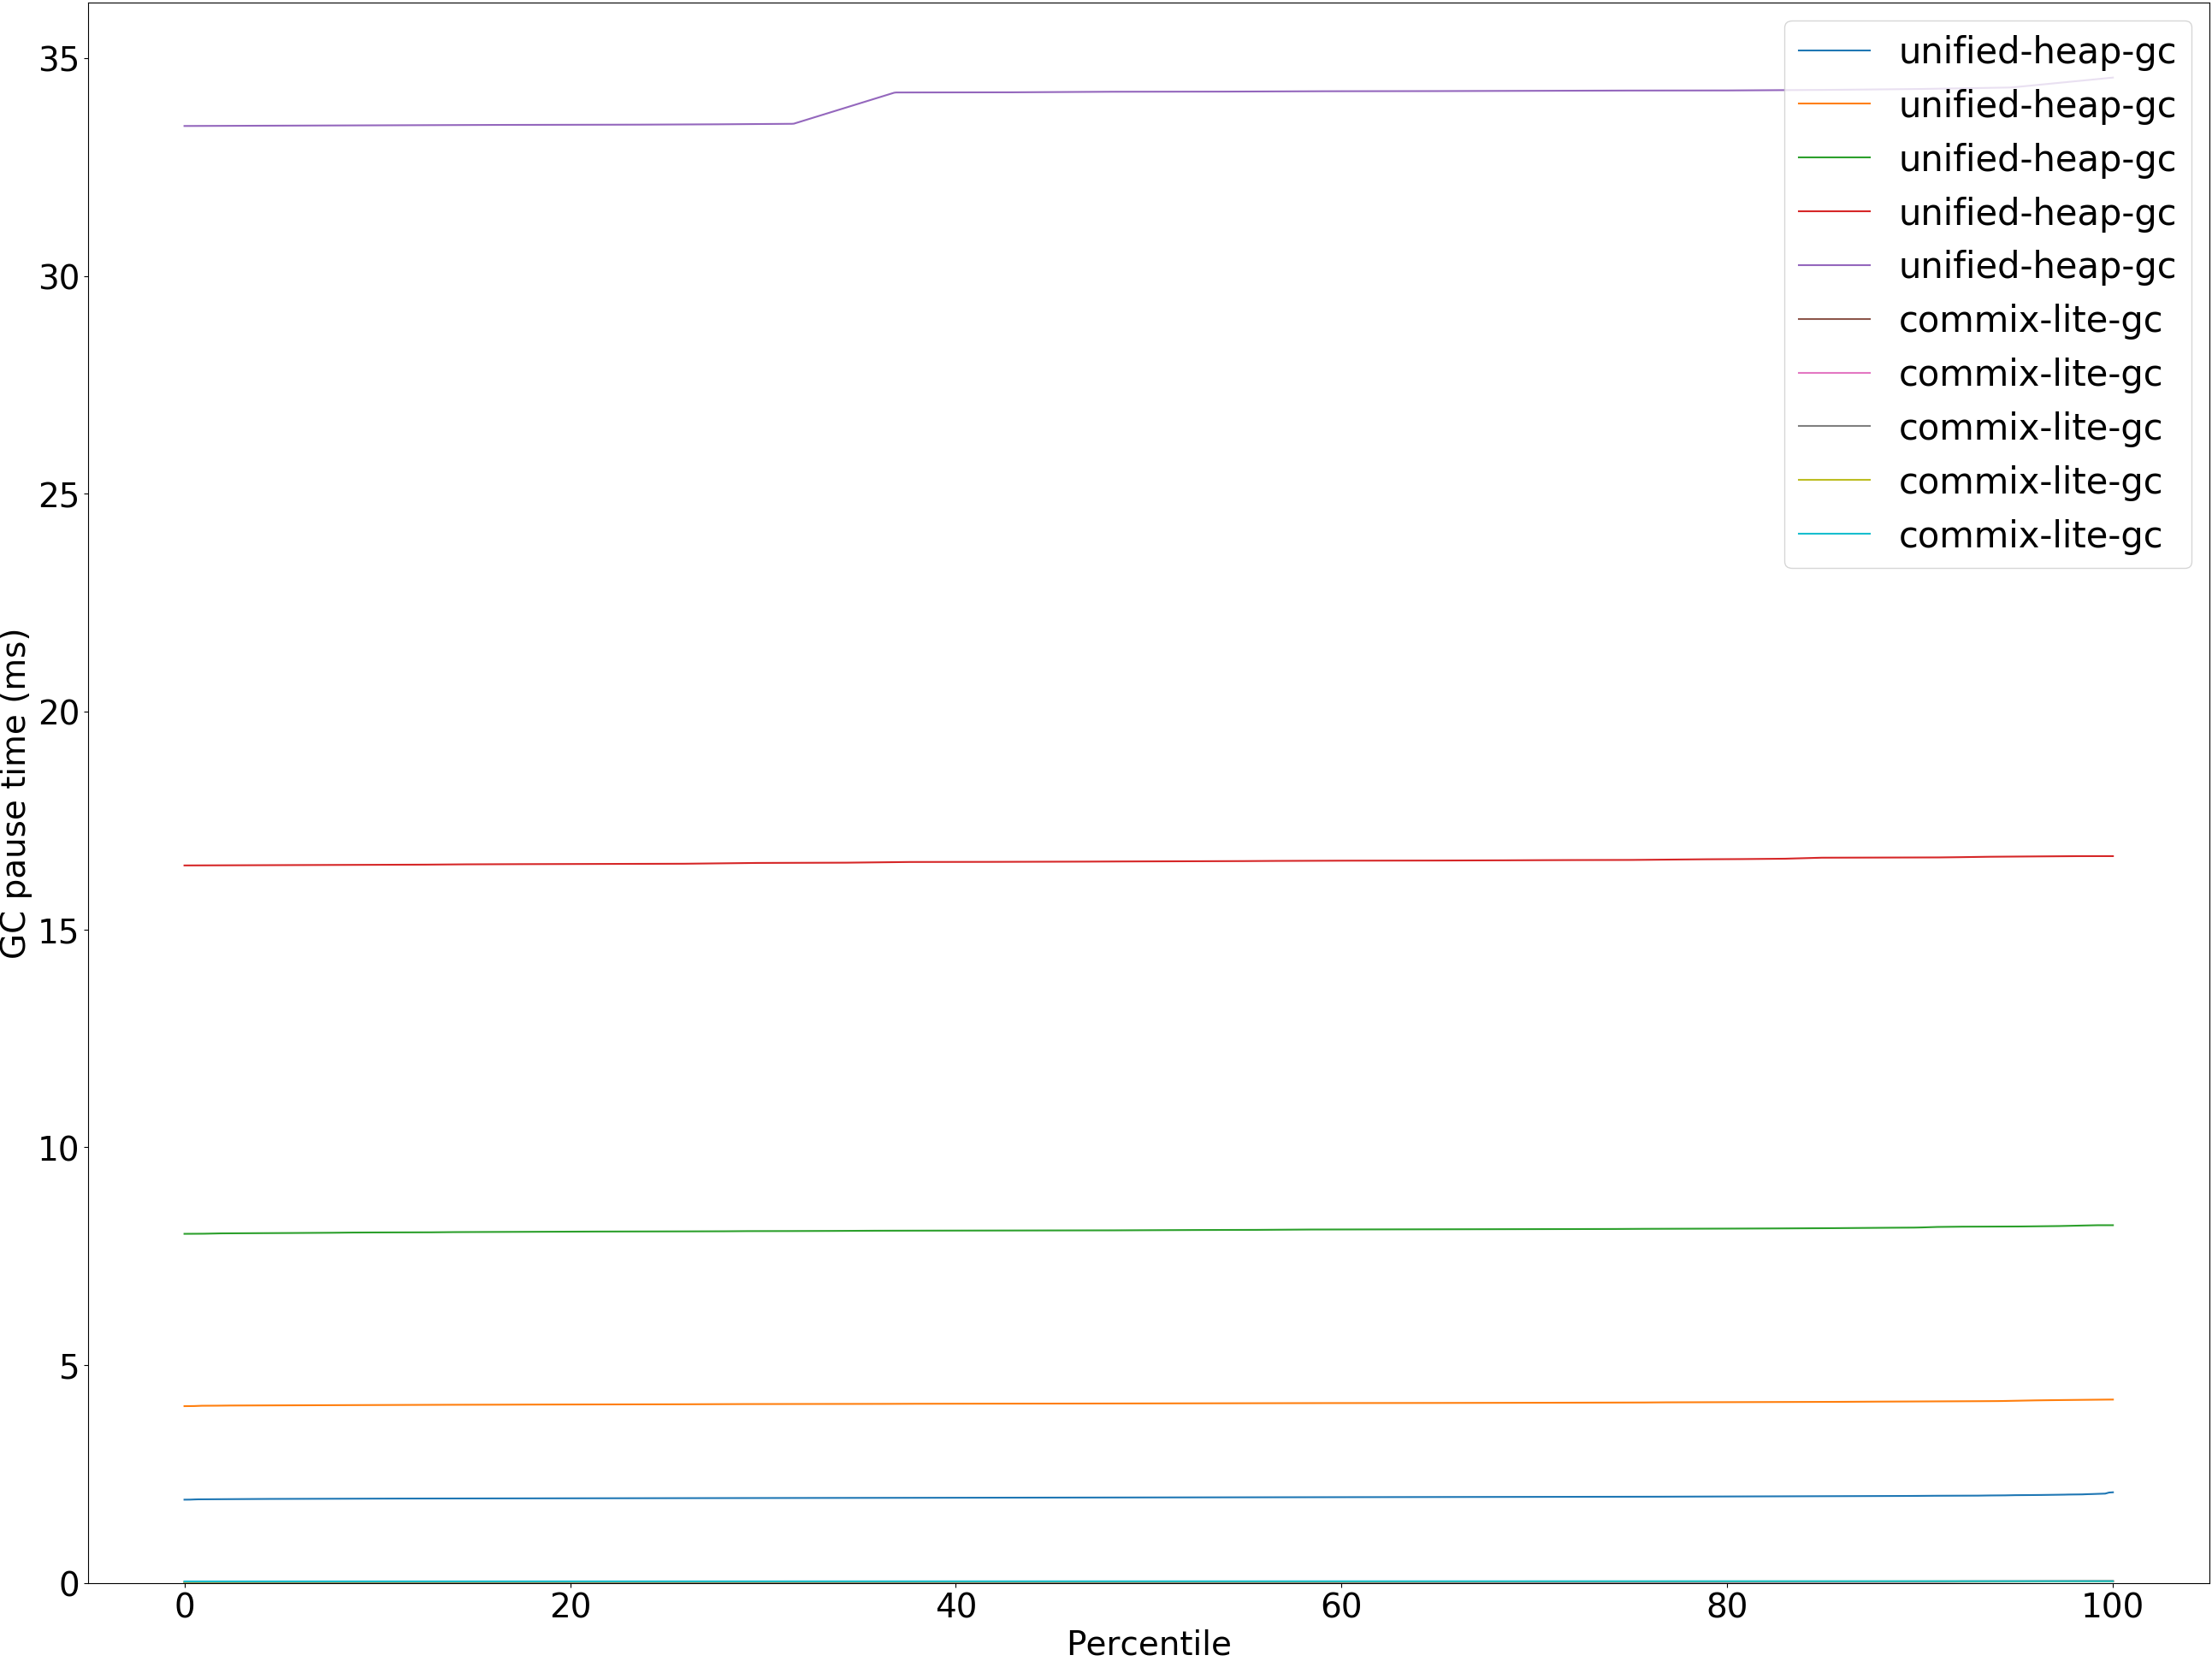 GC pause time (ms)
35
30
25
20
15
10
5
0
unified-heap-gc
unified-heap-gc
unified-heap-gc
unified-heap-gc
unified-heap-gc
commix-lite-gc
commix-lite-gc
commix-lite-gc
commix-lite-gc
commix-lite-gc
0 20 40 60 80 100
Percentile